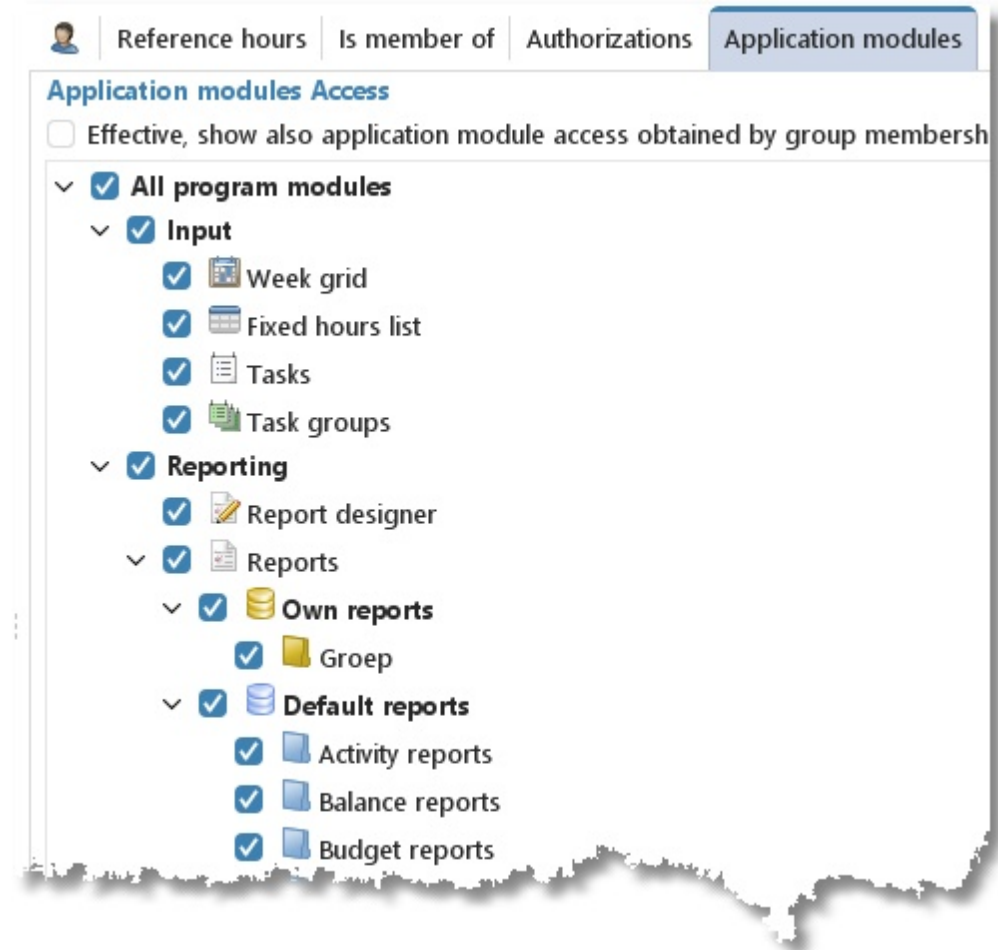 Reference hours Is member of Authorizations Application modules
Application modules Access
Effective, show also application module access obtained by group membersh
All program modules
Input
Week grid
Fixed hours list
Tasks
Task groups
Reporting
Report designer
Reports
Own reports
Groep
Default reports
Activity reports
Balance reports
Budget reports